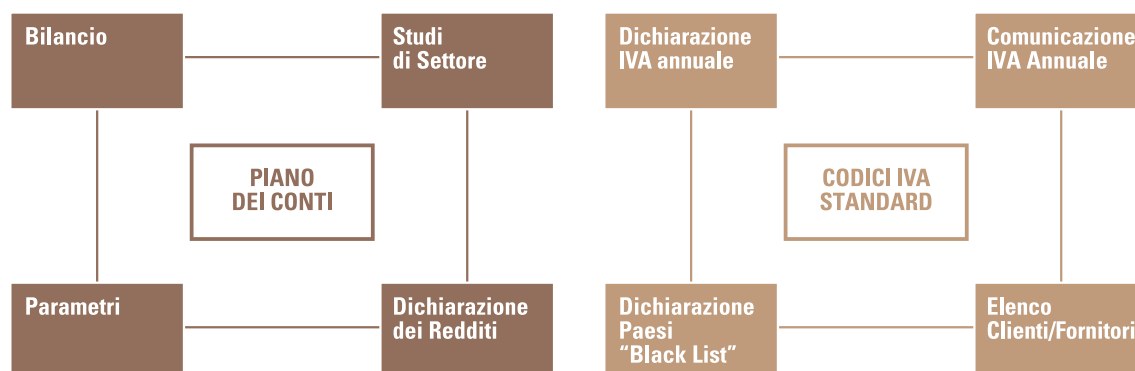 Bilancio
Studi
di Settore
PIANO
DEI CONTI
Parametri
Dichiarazione
dei Redditi
Dichiarazione
IVA annuale
Comunicazione
IVA Annuale
CODICI IVA
STANDARD
Dichiarazione
Paesi
“Black List”
Elenco
Clienti/Fornitori